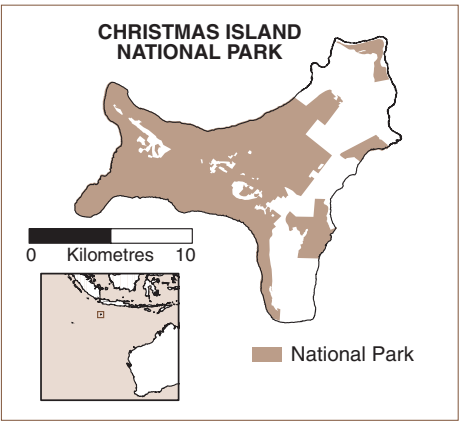 CHRISTMAS ISLAND
NATIONAL PARK
0 Kilometres 10
National Park